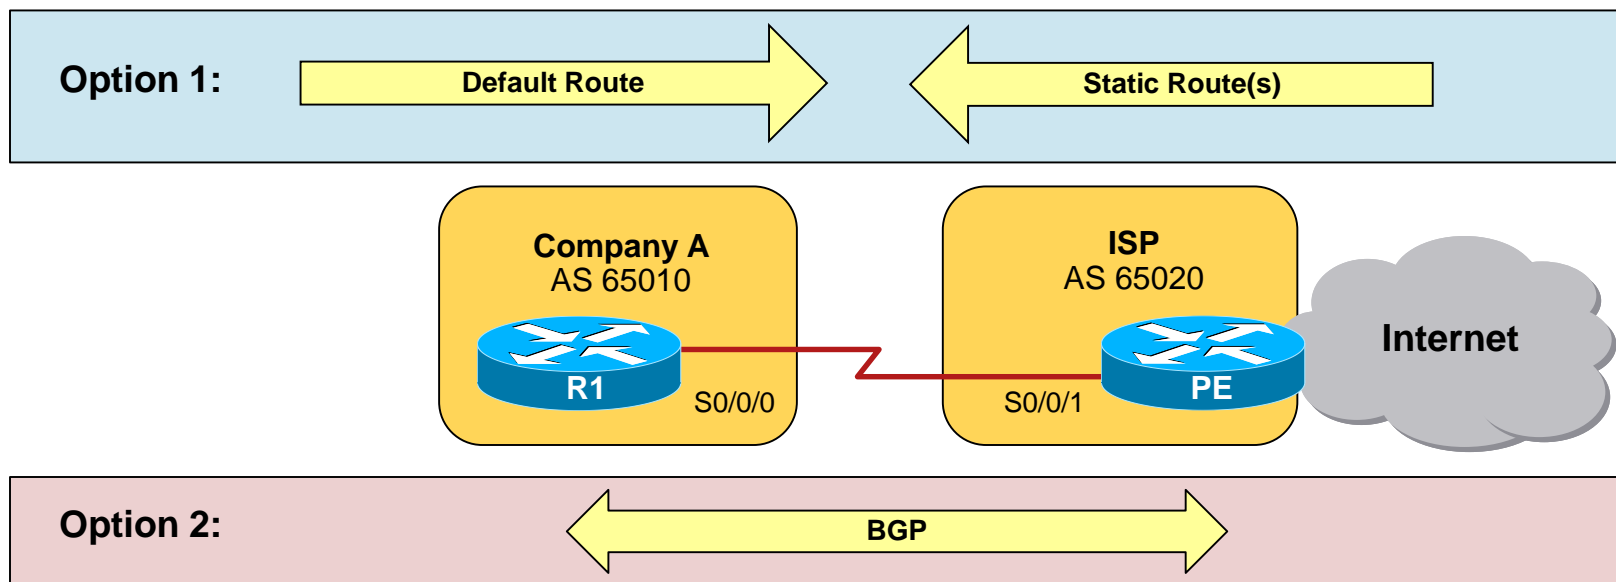 Option 1:
Default Route
Static Route(s)
Company A
AS 65010
R1
S0/0/0
ISP
AS 65020
S0/0/1
PE
Internet
Option 2:
BGP